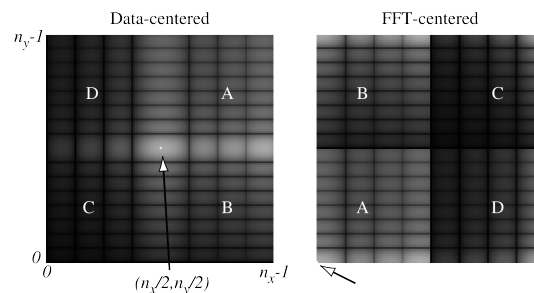 Data-centered
FFT-centered
n_y-1
D
A
B
C
C
B
A
D
0
0
(n_x/2,n_y/2)
n_x-1